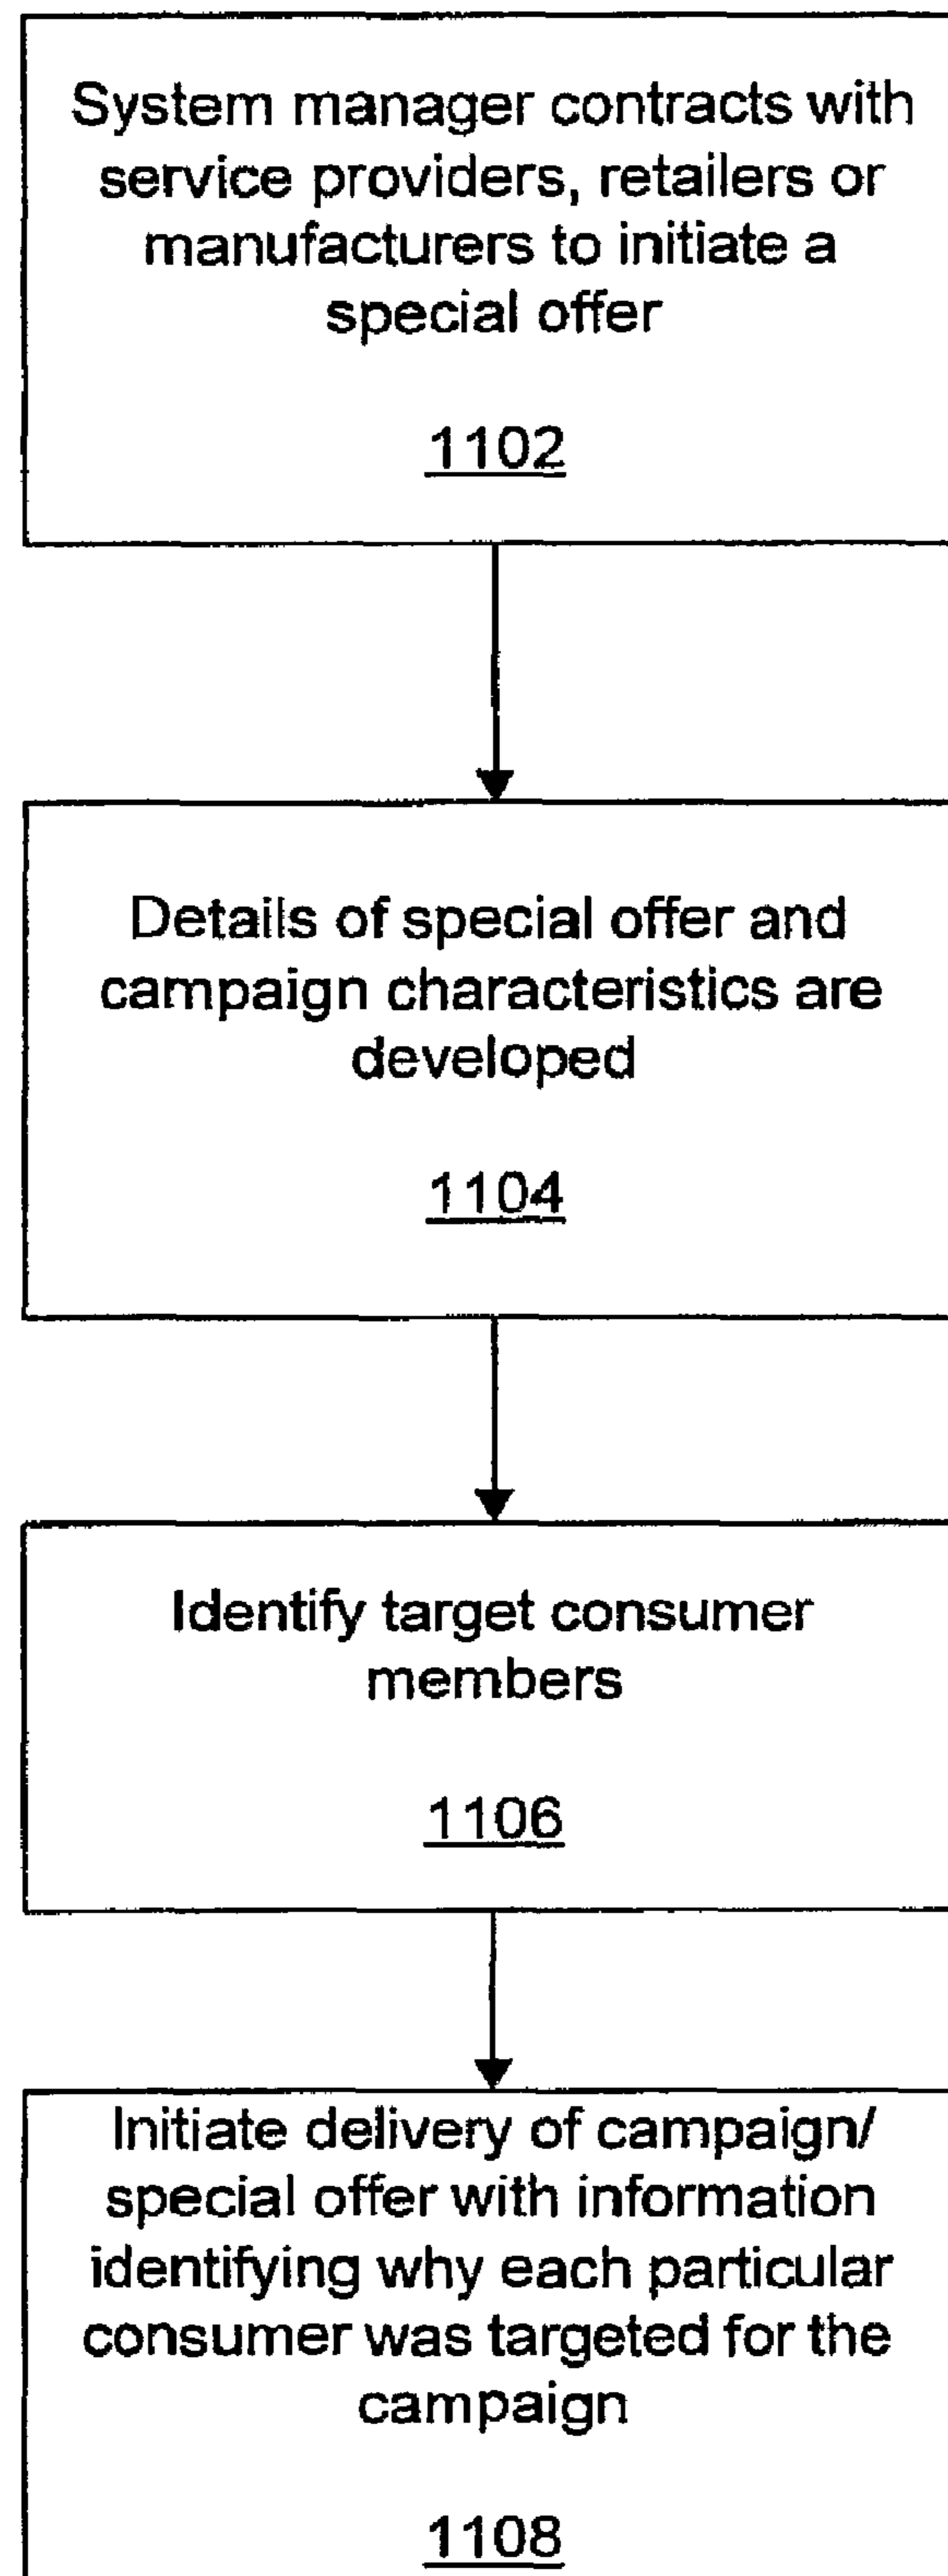 System manager contracts with
service providers, retailers or
manufacturers to initiate a
special offer
1102
Details of special offer and
campaign characteristics are
developed
1104
Identify target consumer
members
1106
Initiate delivery of campaign/
special offer with information
identifying why each particular
consumer was targeted for the
campaign
1108